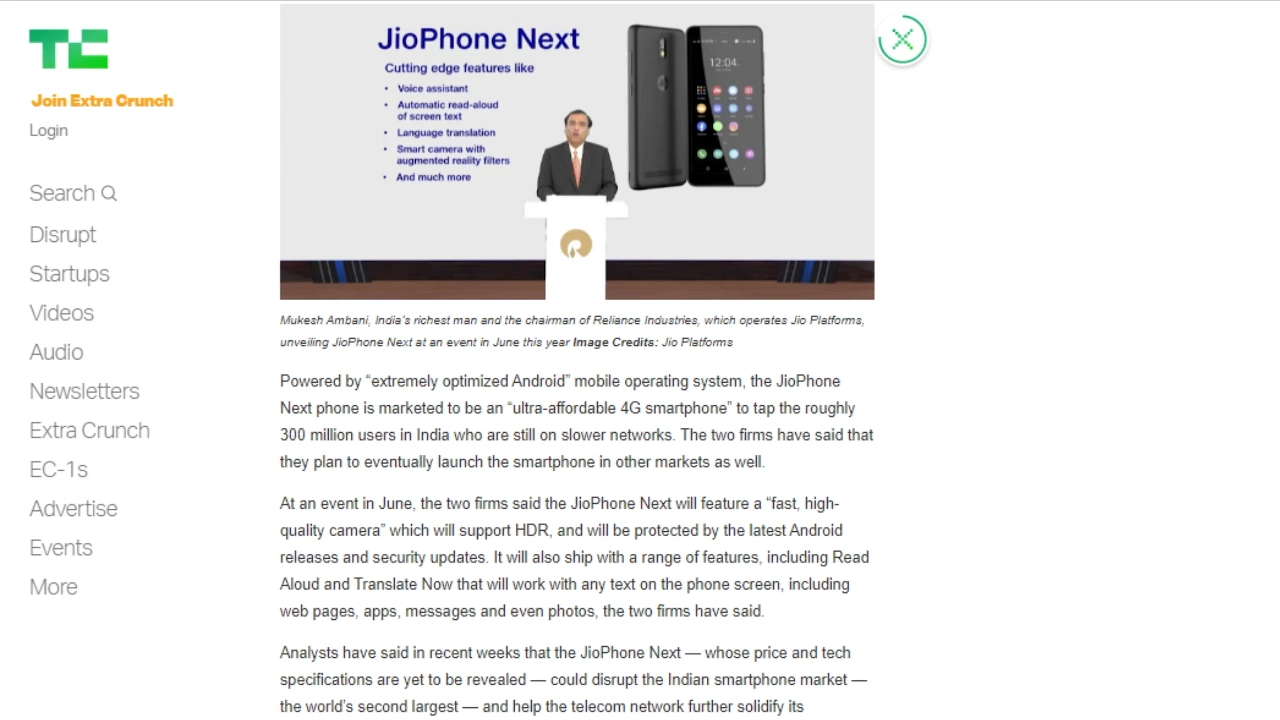 TC
Join Extra Crunch
Login
Search
Disrupt
Startups
Videos
Audio
Newsletters
Extra Crunch
EC-1s
Advertise
Events
More
JioPhone Next
Cutting edge features like
• Voice assistant
• Automatic read-aloud
of screen text
• Language translation
• Smart camera with
augmented reality filters
• And much more
12:04
Mukesh Ambani, India's richest man and the chairman of Reliance Industries, which operates Jio Platforms,
unveiling JioPhone Next at an event in June this year Image Credits: Jio Platforms
Powered by “extremely optimized Android” mobile operating system, the JioPhone
Next phone is marketed to be an “ultra-affordable 4G smartphone” to tap the roughly
300 million users in India who are still on slower networks. The two firms have said that
they plan to eventually launch the smartphone in other markets as well.
At an event in June, the two firms said the JioPhone Next will feature a “fast, high-
quality camera” which will support HDR, and will be protected by the latest Android
releases and security updates. It will also ship with a range of features, including Read
Aloud and Translate Now that will work with any text on the phone screen, including
web pages, apps, messages and even photos, the two firms have said.
Analysts have said in recent weeks that the JioPhone Next — whose price and tech
specifications are yet to be revealed — could disrupt the Indian smartphone market —
the world’s second largest — and help the telecom network further solidify its